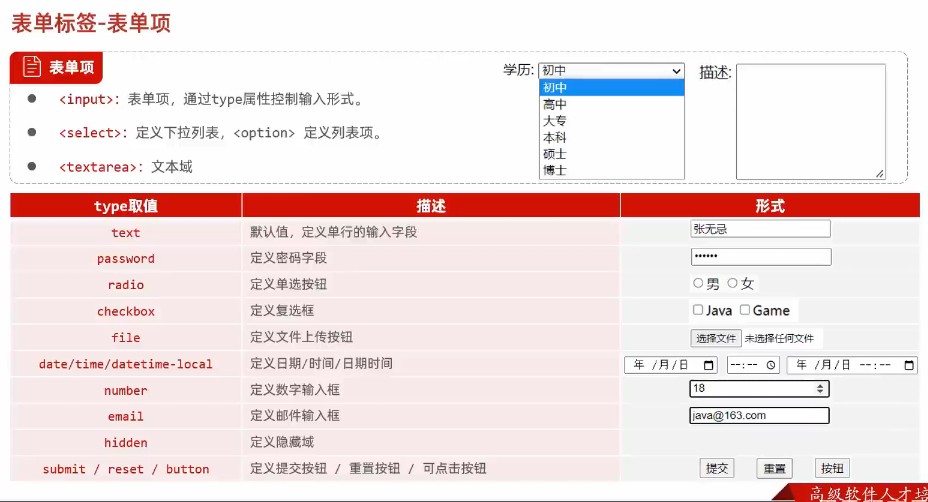 表单标签-表单项
表单项
<input>：表单项，通过type属性控制输入形式。
<select>：定义下拉列表，<option> 定义列表项。
<textarea>：文本域
学历: 初中
初中
高中
大专
本科
硕士
博士
描述:
type取值 描述 形式
text 默认值，定义单行的输入字段 张无忌
password 定义密码字段 ••••••
radio 定义单选按钮 男 女
checkbox 定义复选框 Java Game
file 定义文件上传按钮 选择文件 未选择任何文件
date/time/datetime-local 定义日期/时间/日期时间 年 /月/日 --:-- 年 /月/日 --:--
number 定义数字输入框 18
email 定义邮件输入框 java@163.com
hidden 定义隐藏域
submit / reset / button 定义提交按钮 / 重置按钮 / 可点击按钮 提交 重置 按钮
高级软件人才培